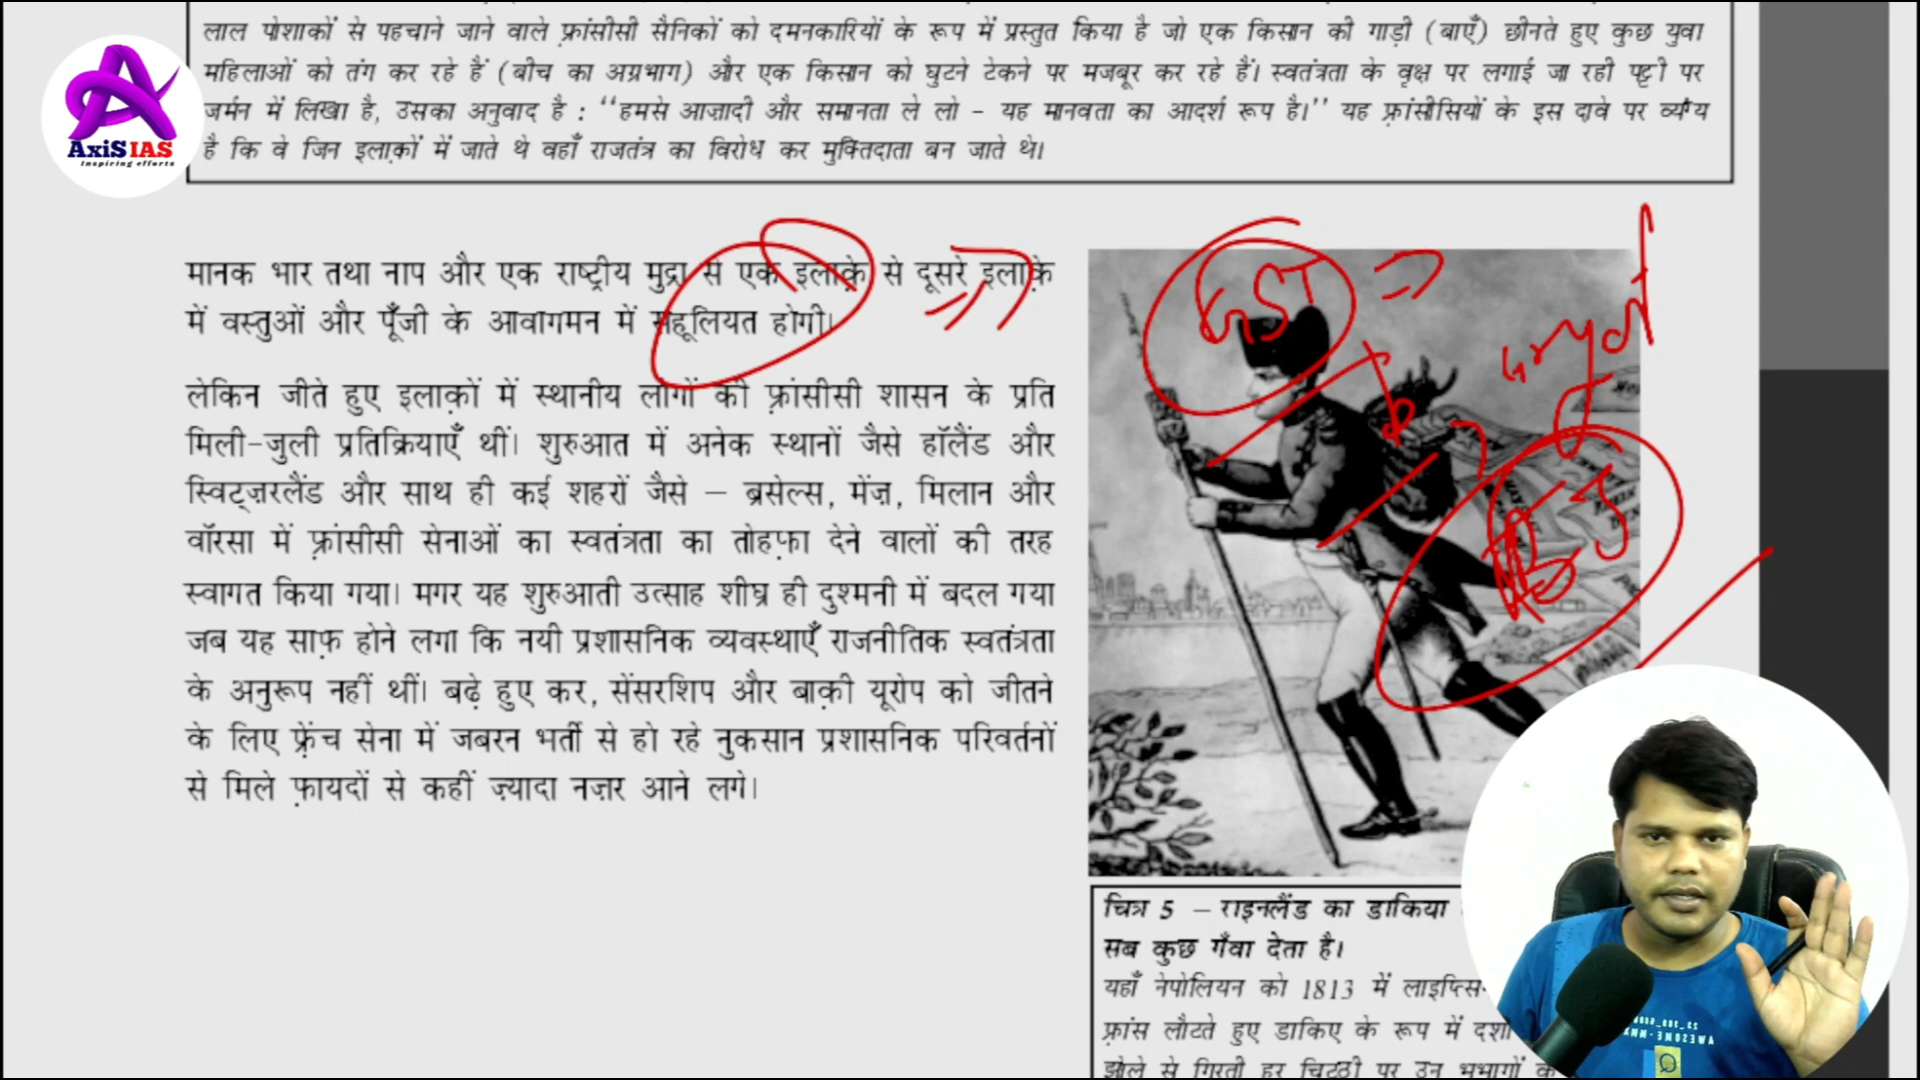 लाल पोशाकों से पहचाने जाने वाले फ़्रांसीसी सैनिकों को दमनकारियों के रूप में प्रस्तुत किया है जो एक किसान की गाड़ी (बाएँ) छीनते हुए कुछ युवा
महिलाओं को तंग कर रहे हैं (बीच का अग्रभाग) और एक किसान को घुटने टेकने पर मजबूर कर रहे हैं। स्वतंत्रता के वृक्ष पर लगाई जा रही पट्टी पर
जर्मन में लिखा है, उसका अनुवाद है : ‘‘हमसे आज़ादी और समानता ले लो – यह मानवता का आदर्श रूप है।’’ यह फ़्रांसीसियों के इस दावे पर व्यंग्य
है कि वे जिन इलाक़ों में जाते थे वहाँ राजतंत्र का विरोध कर मुक्तिदाता बन जाते थे।
AxiS IAS
Inspiring efforts
मानक भार तथा नाप और एक राष्ट्रीय मुद्रा से एक इलाक़े से दूसरे इलाक़े
में वस्तुओं और पूँजी के आवागमन में सहूलियत होगी।
लेकिन जीते हुए इलाक़ों में स्थानीय लोगों की फ़्रांसीसी शासन के प्रति
मिली-जुली प्रतिक्रियाएँ थीं। शुरुआत में अनेक स्थानों जैसे हॉलैंड और
स्विट्ज़रलैंड और साथ ही कई शहरों जैसे – ब्रसेल्स, मेंज़, मिलान और
वॉरसा में फ़्रांसीसी सेनाओं का स्वतंत्रता का तोहफ़ा देने वालों की तरह
स्वागत किया गया। मगर यह शुरुआती उत्साह शीघ्र ही दुश्मनी में बदल गया
जब यह साफ़ होने लगा कि नयी प्रशासनिक व्यवस्थाएँ राजनीतिक स्वतंत्रता
के अनुरूप नहीं थीं। बढ़े हुए कर, सेंसरशिप और बाक़ी यूरोप को जीतने
के लिए फ़्रेंच सेना में जबरन भर्ती से हो रहे नुकसान प्रशासनिक परिवर्तनों
से मिले फ़ायदों से कहीं ज़्यादा नज़र आने लगे।
चित्र 5 – राइनलैंड का डाकिया
सब कुछ गँवा देता है।
यहाँ नेपोलियन को 1813 में
फ़्रांस लौटते हुए डाकिए के रूप में
झोले से गिरती हर चिट्ठी पर उन भूभागों के